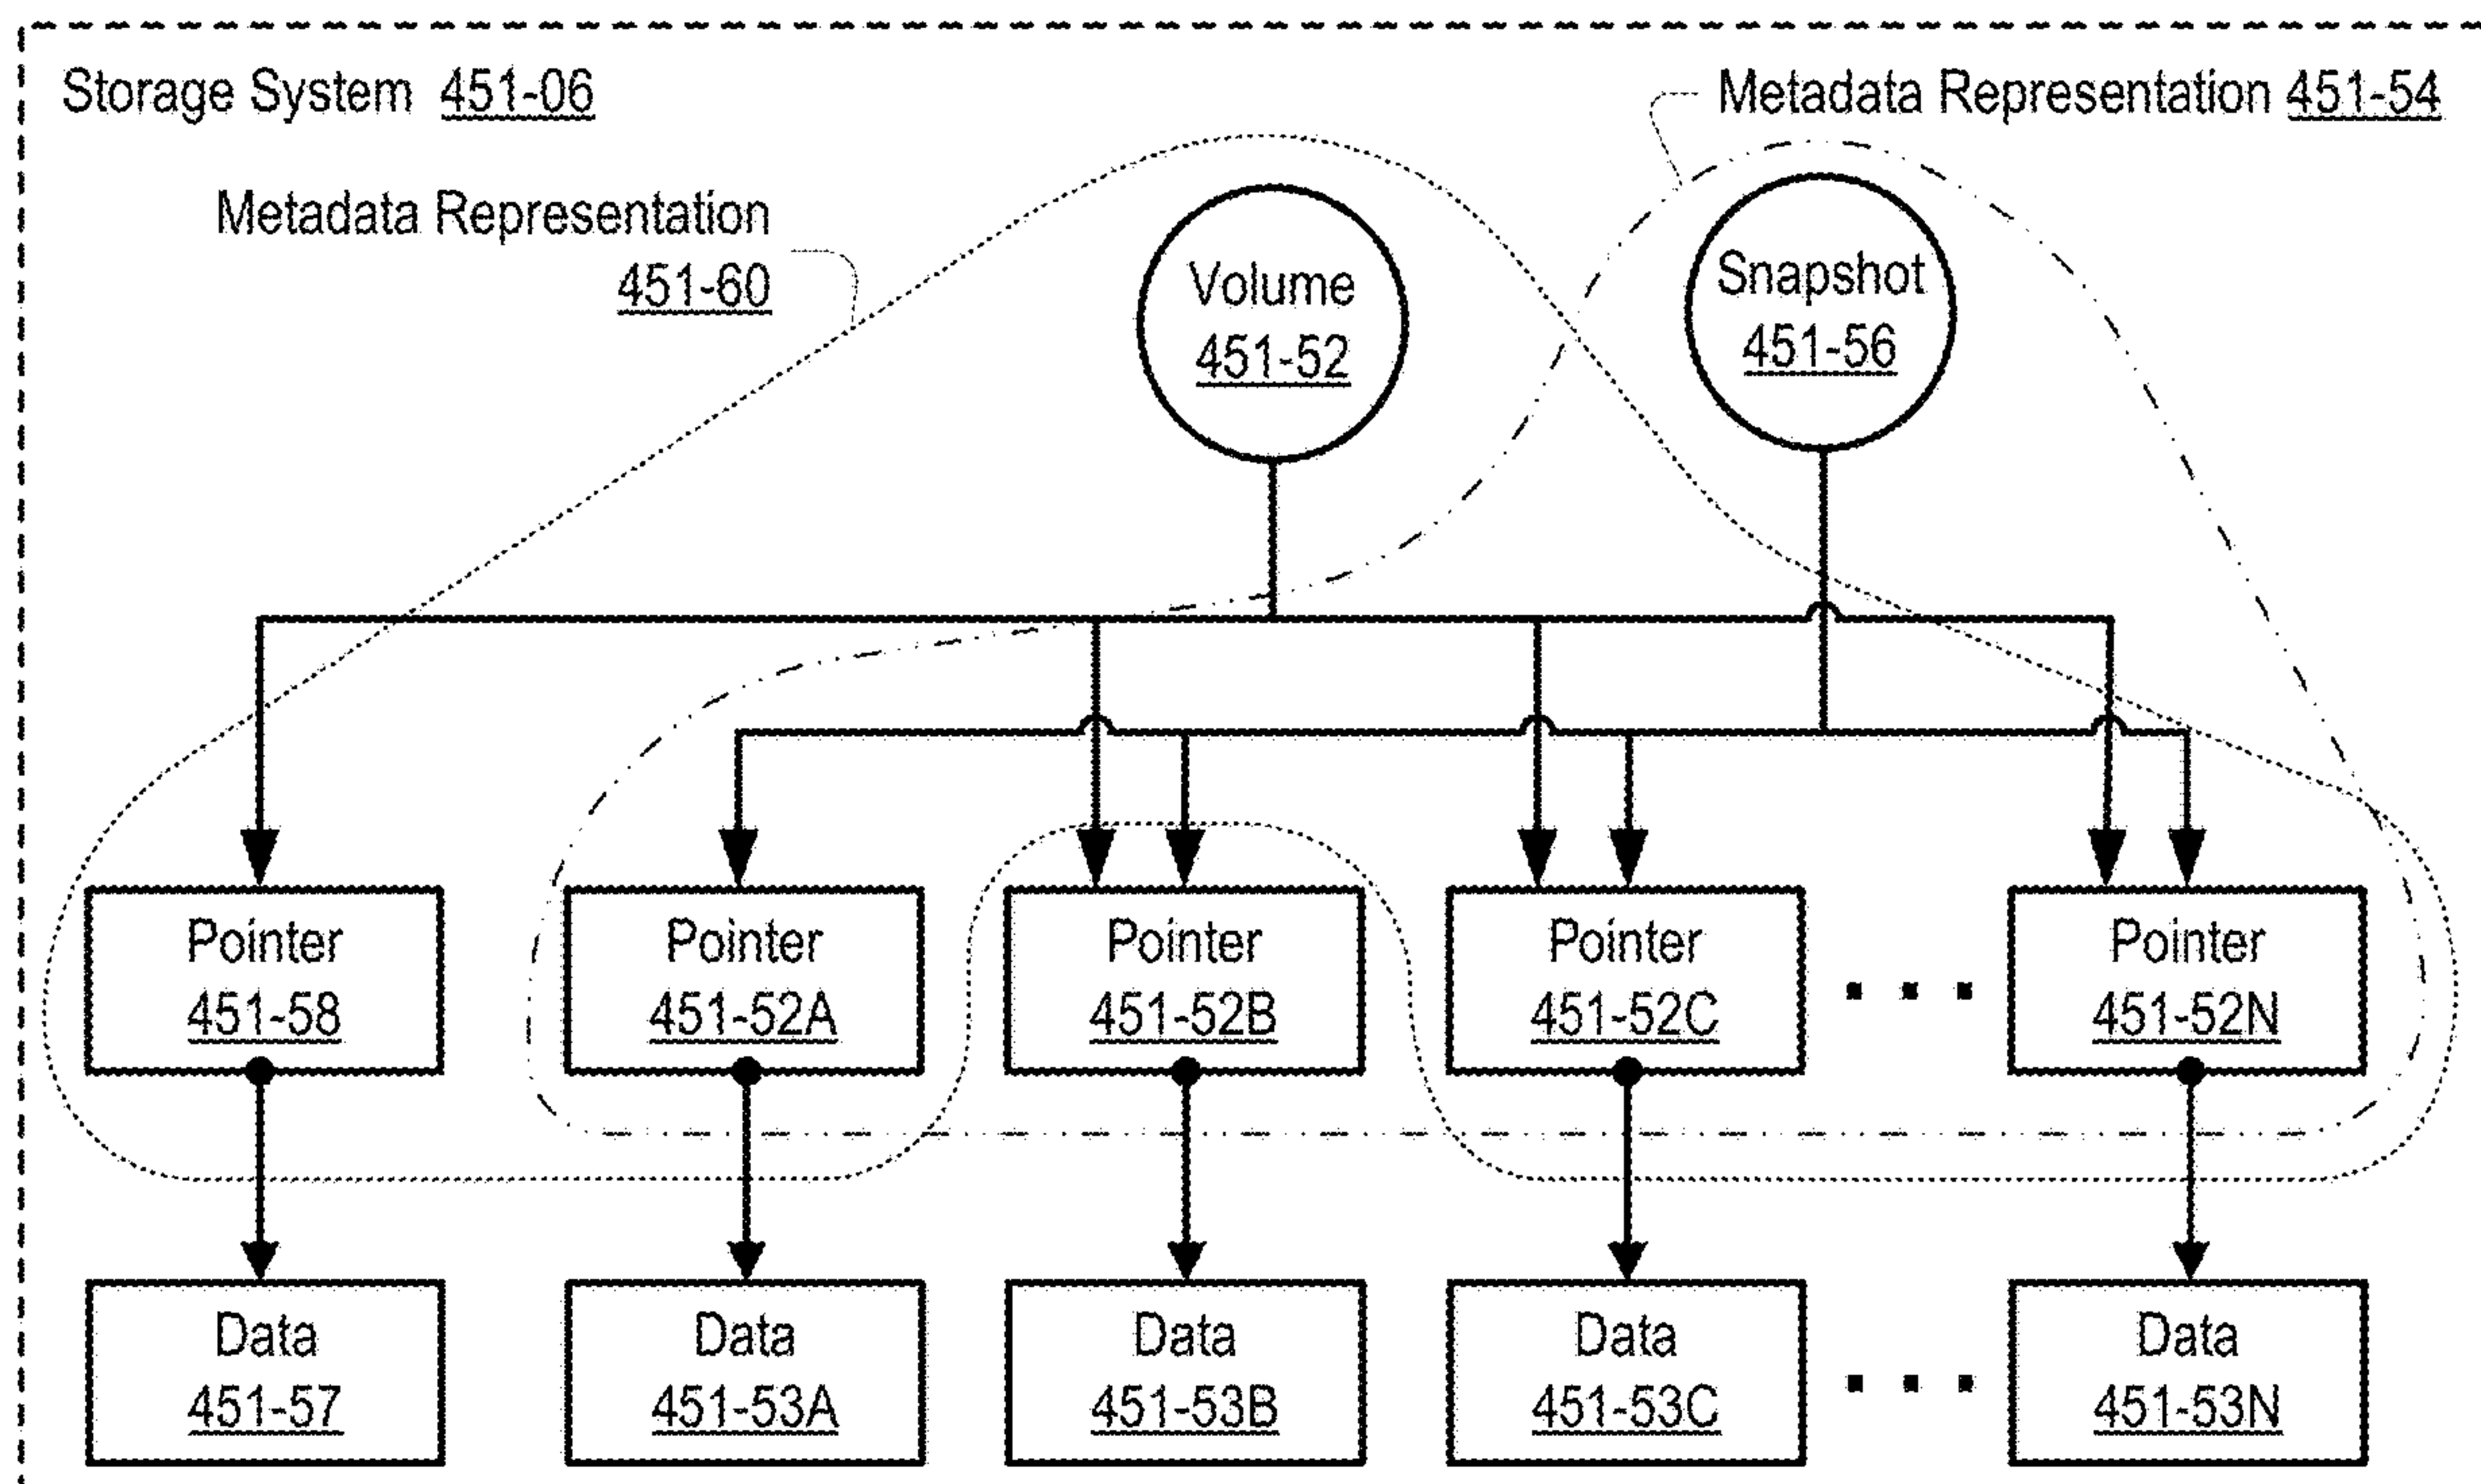 Storage System 451-06
Metadata Representation 451-54
Metadata Representation
451-60
Volume
451-52
Snapshot
451-56
Pointer
451-58
Pointer
451-52A
Pointer
451-52B
Pointer
451-52C
Pointer
451-52N
Data
451-57
Data
451-53A
Data
451-53B
Data
451-53C
Data
451-53N